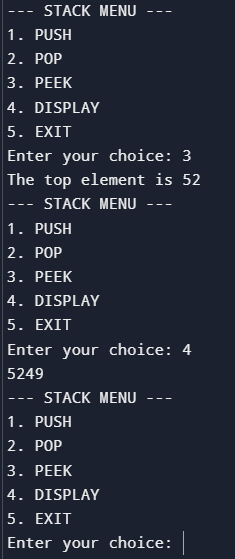 --- STACK MENU ---
1. PUSH
2. POP
3. PEEK
4. DISPLAY
5. EXIT
Enter your choice: 3
The top element is 52
--- STACK MENU ---
1. PUSH
2. POP
3. PEEK
4. DISPLAY
5. EXIT
Enter your choice: 4
5249
--- STACK MENU ---
1. PUSH
2. POP
3. PEEK
4. DISPLAY
5. EXIT
Enter your choice: